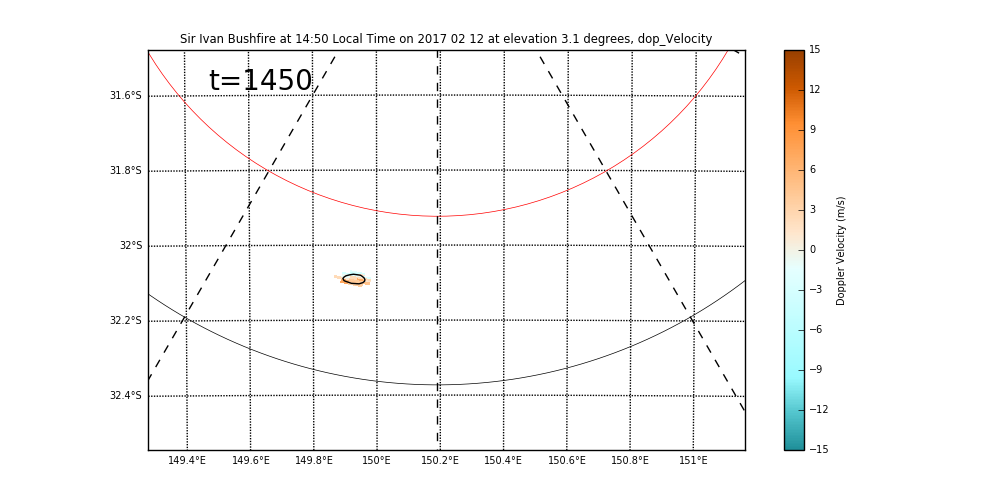 Sir Ivan Bushfire at 14:50 Local Time on 2017 02 12 at elevation 3.1 degrees, dop_Velocity
t=1450
31.6°S
31.8°S
32°S
32.2°S
32.4°S
149.4°E 149.6°E 149.8°E 150°E 150.2°E 150.4°E 150.6°E 150.8°E 151°E
15
12
9
6
3
0
−3
−6
−9
−12
−15
Doppler Velocity (m/s)